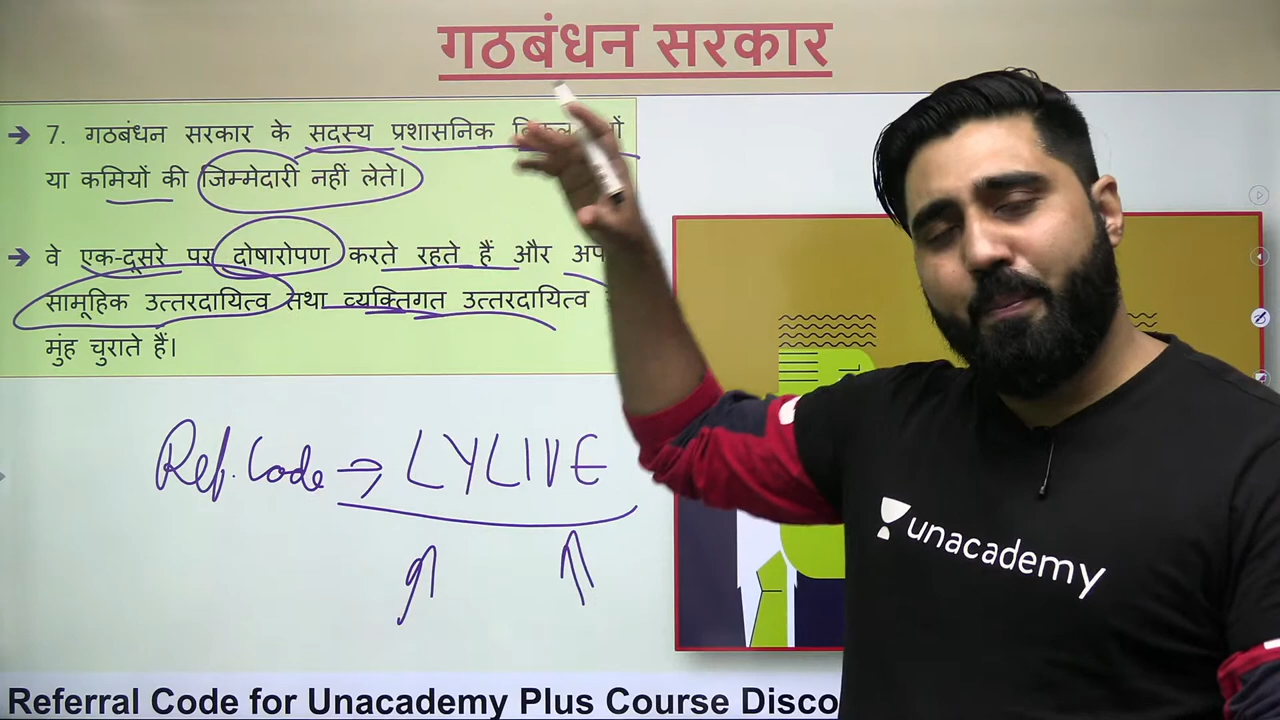 गठबंधन सरकार
7. गठबंधन सरकार के सदस्य प्रशासनिक
या कमियों की जिम्मेदारी नहीं लेते।
वे एक-दूसरे पर दोषारोपण करते रहते हैं और
सामूहिक उत्तरदायित्व तथा व्यक्तिगत उत्तरदायित्व
मुंह चुराते हैं।
Ref. Code → LYLIVE
unacademy
Referral Code for Unacademy Plus Course Disco